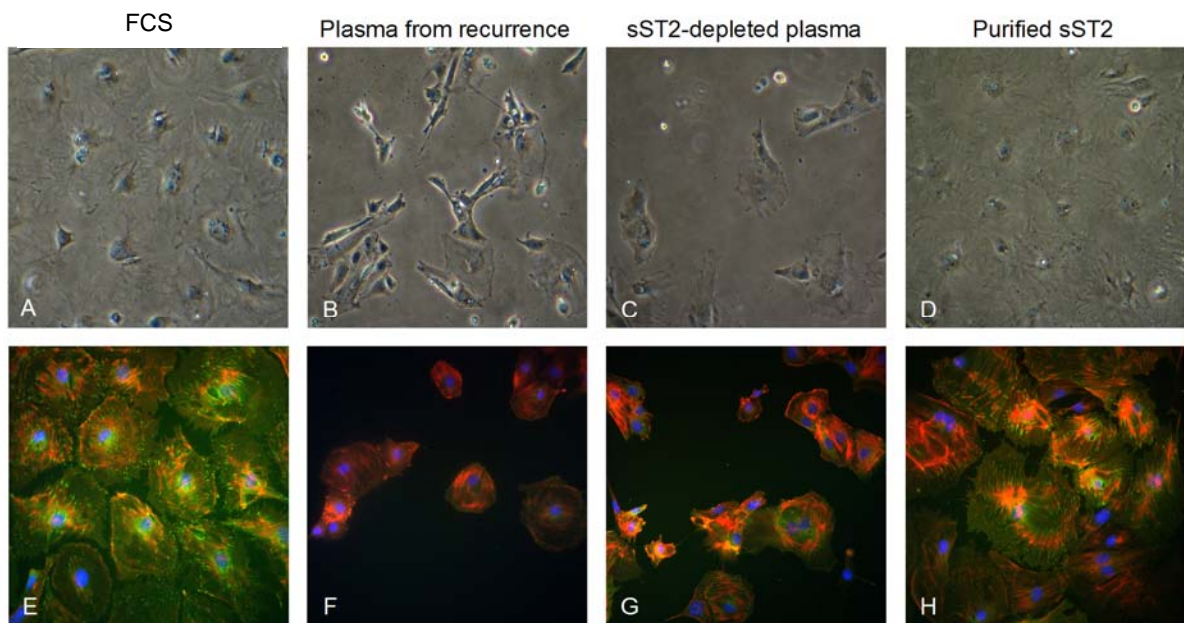 FCS Plasma from recurrence sST2-depleted plasma Purified sST2
A B C D
E F G H